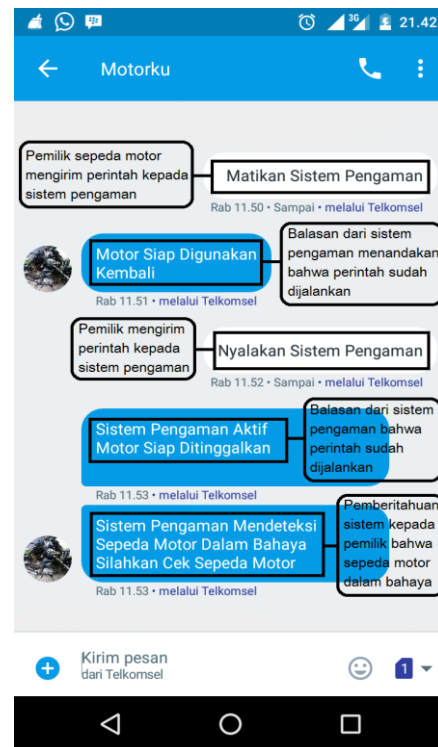 3G 21.42
Motorku
Pemilik sepeda motor
mengirim perintah kepada
sistem pengaman
Matikan Sistem Pengaman
Rab 11.50 • Sampai • melalui Telkomsel
Balasan dari sistem
pengaman menandakan
bahwa perintah sudah
dijalankan
Motor Siap Digunakan
Kembali
Rab 11.51 • melalui Telkomsel
Pemilik mengirim
perintah kepada
sistem pengaman
Nyalakan Sistem Pengaman
Rab 11.52 • Sampai • melalui Telkomsel
Balasan dari sistem
pengaman bahwa
perintah sudah
dijalankan
Sistem Pengaman Aktif
Motor Siap Ditinggalkan
Rab 11.53 • melalui Telkomsel
Pemberitahuan
sistem kepada
pemilik bahwa
sepeda motor
dalam bahaya
Sistem Pengaman Mendeteksi
Sepeda Motor Dalam Bahaya
Silahkan Cek Sepeda Motor
Rab 11.53 • melalui Telkomsel
Kirim pesan
dari Telkomsel
1